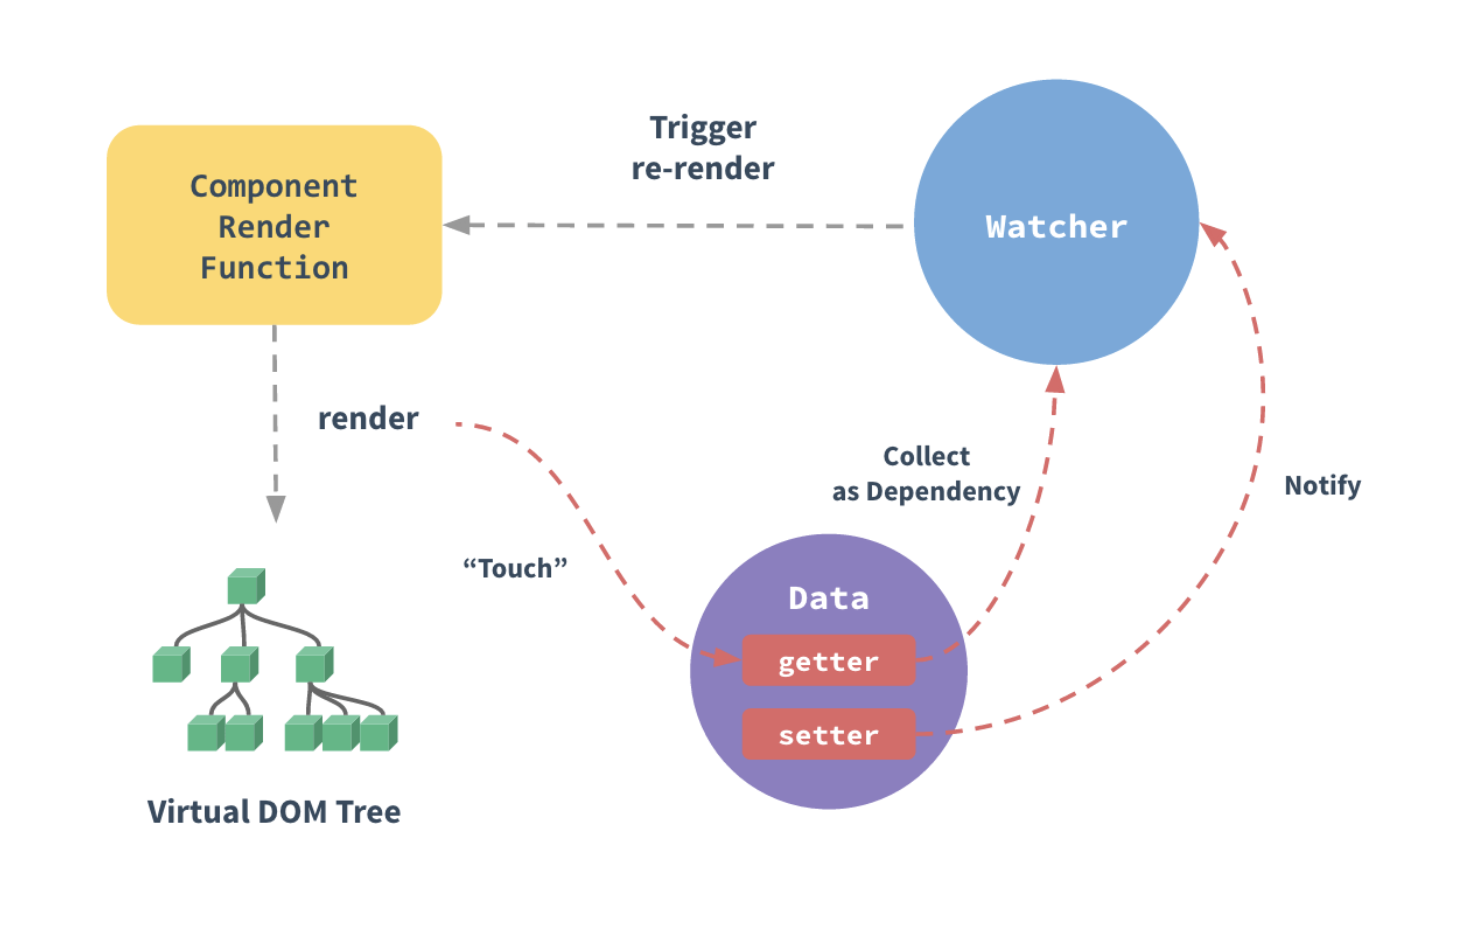 Trigger
re-render
Component
Render
Function
Watcher
render
Collect
as Dependency
Notify
“Touch”
Data
getter
setter
Virtual DOM Tree